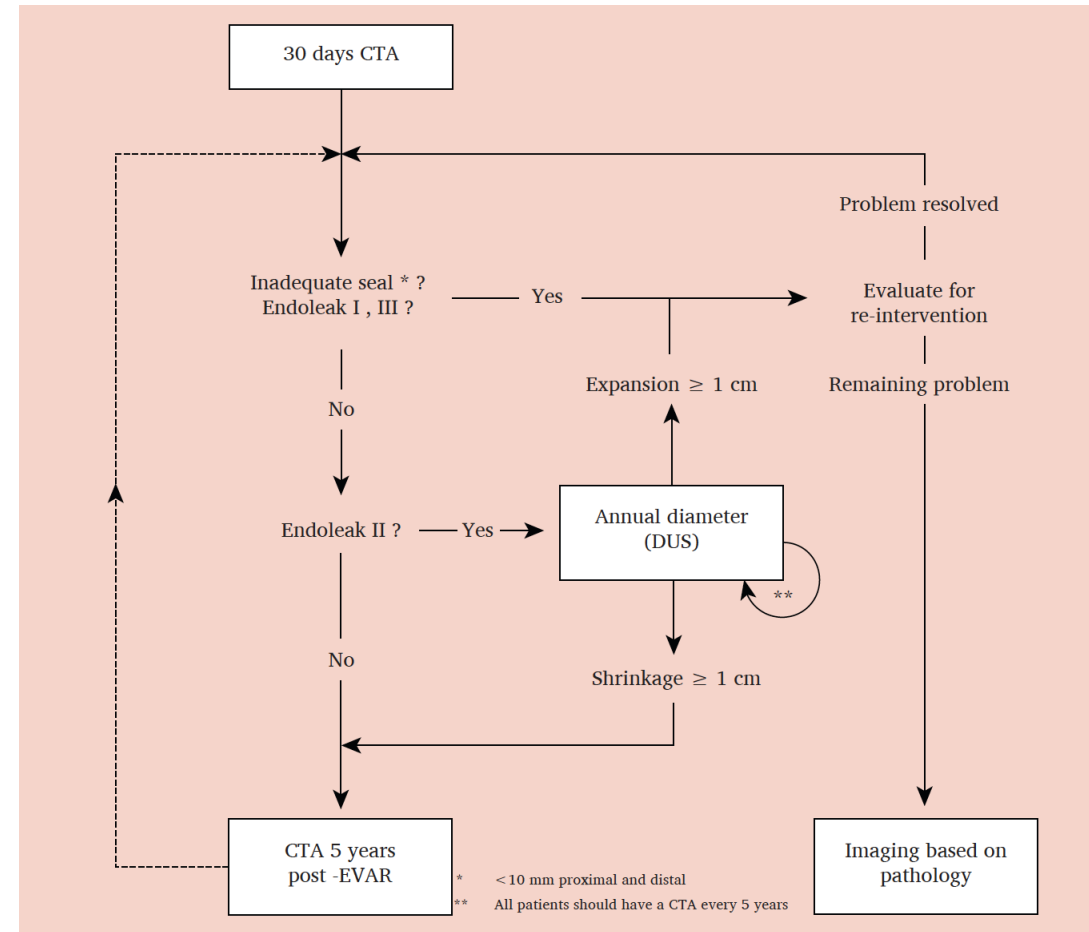 30 days CTA
Problem resolved
Inadequate seal * ?
Endoleak I , III ?
Yes
Evaluate for
re-intervention
Expansion ≥ 1 cm
Remaining problem
No
Endoleak II ?
Yes
Annual diameter
(DUS)
**
No
Shrinkage ≥ 1 cm
CTA 5 years
post -EVAR
Imaging based on
pathology
* <10 mm proximal and distal
** All patients should have a CTA every 5 years